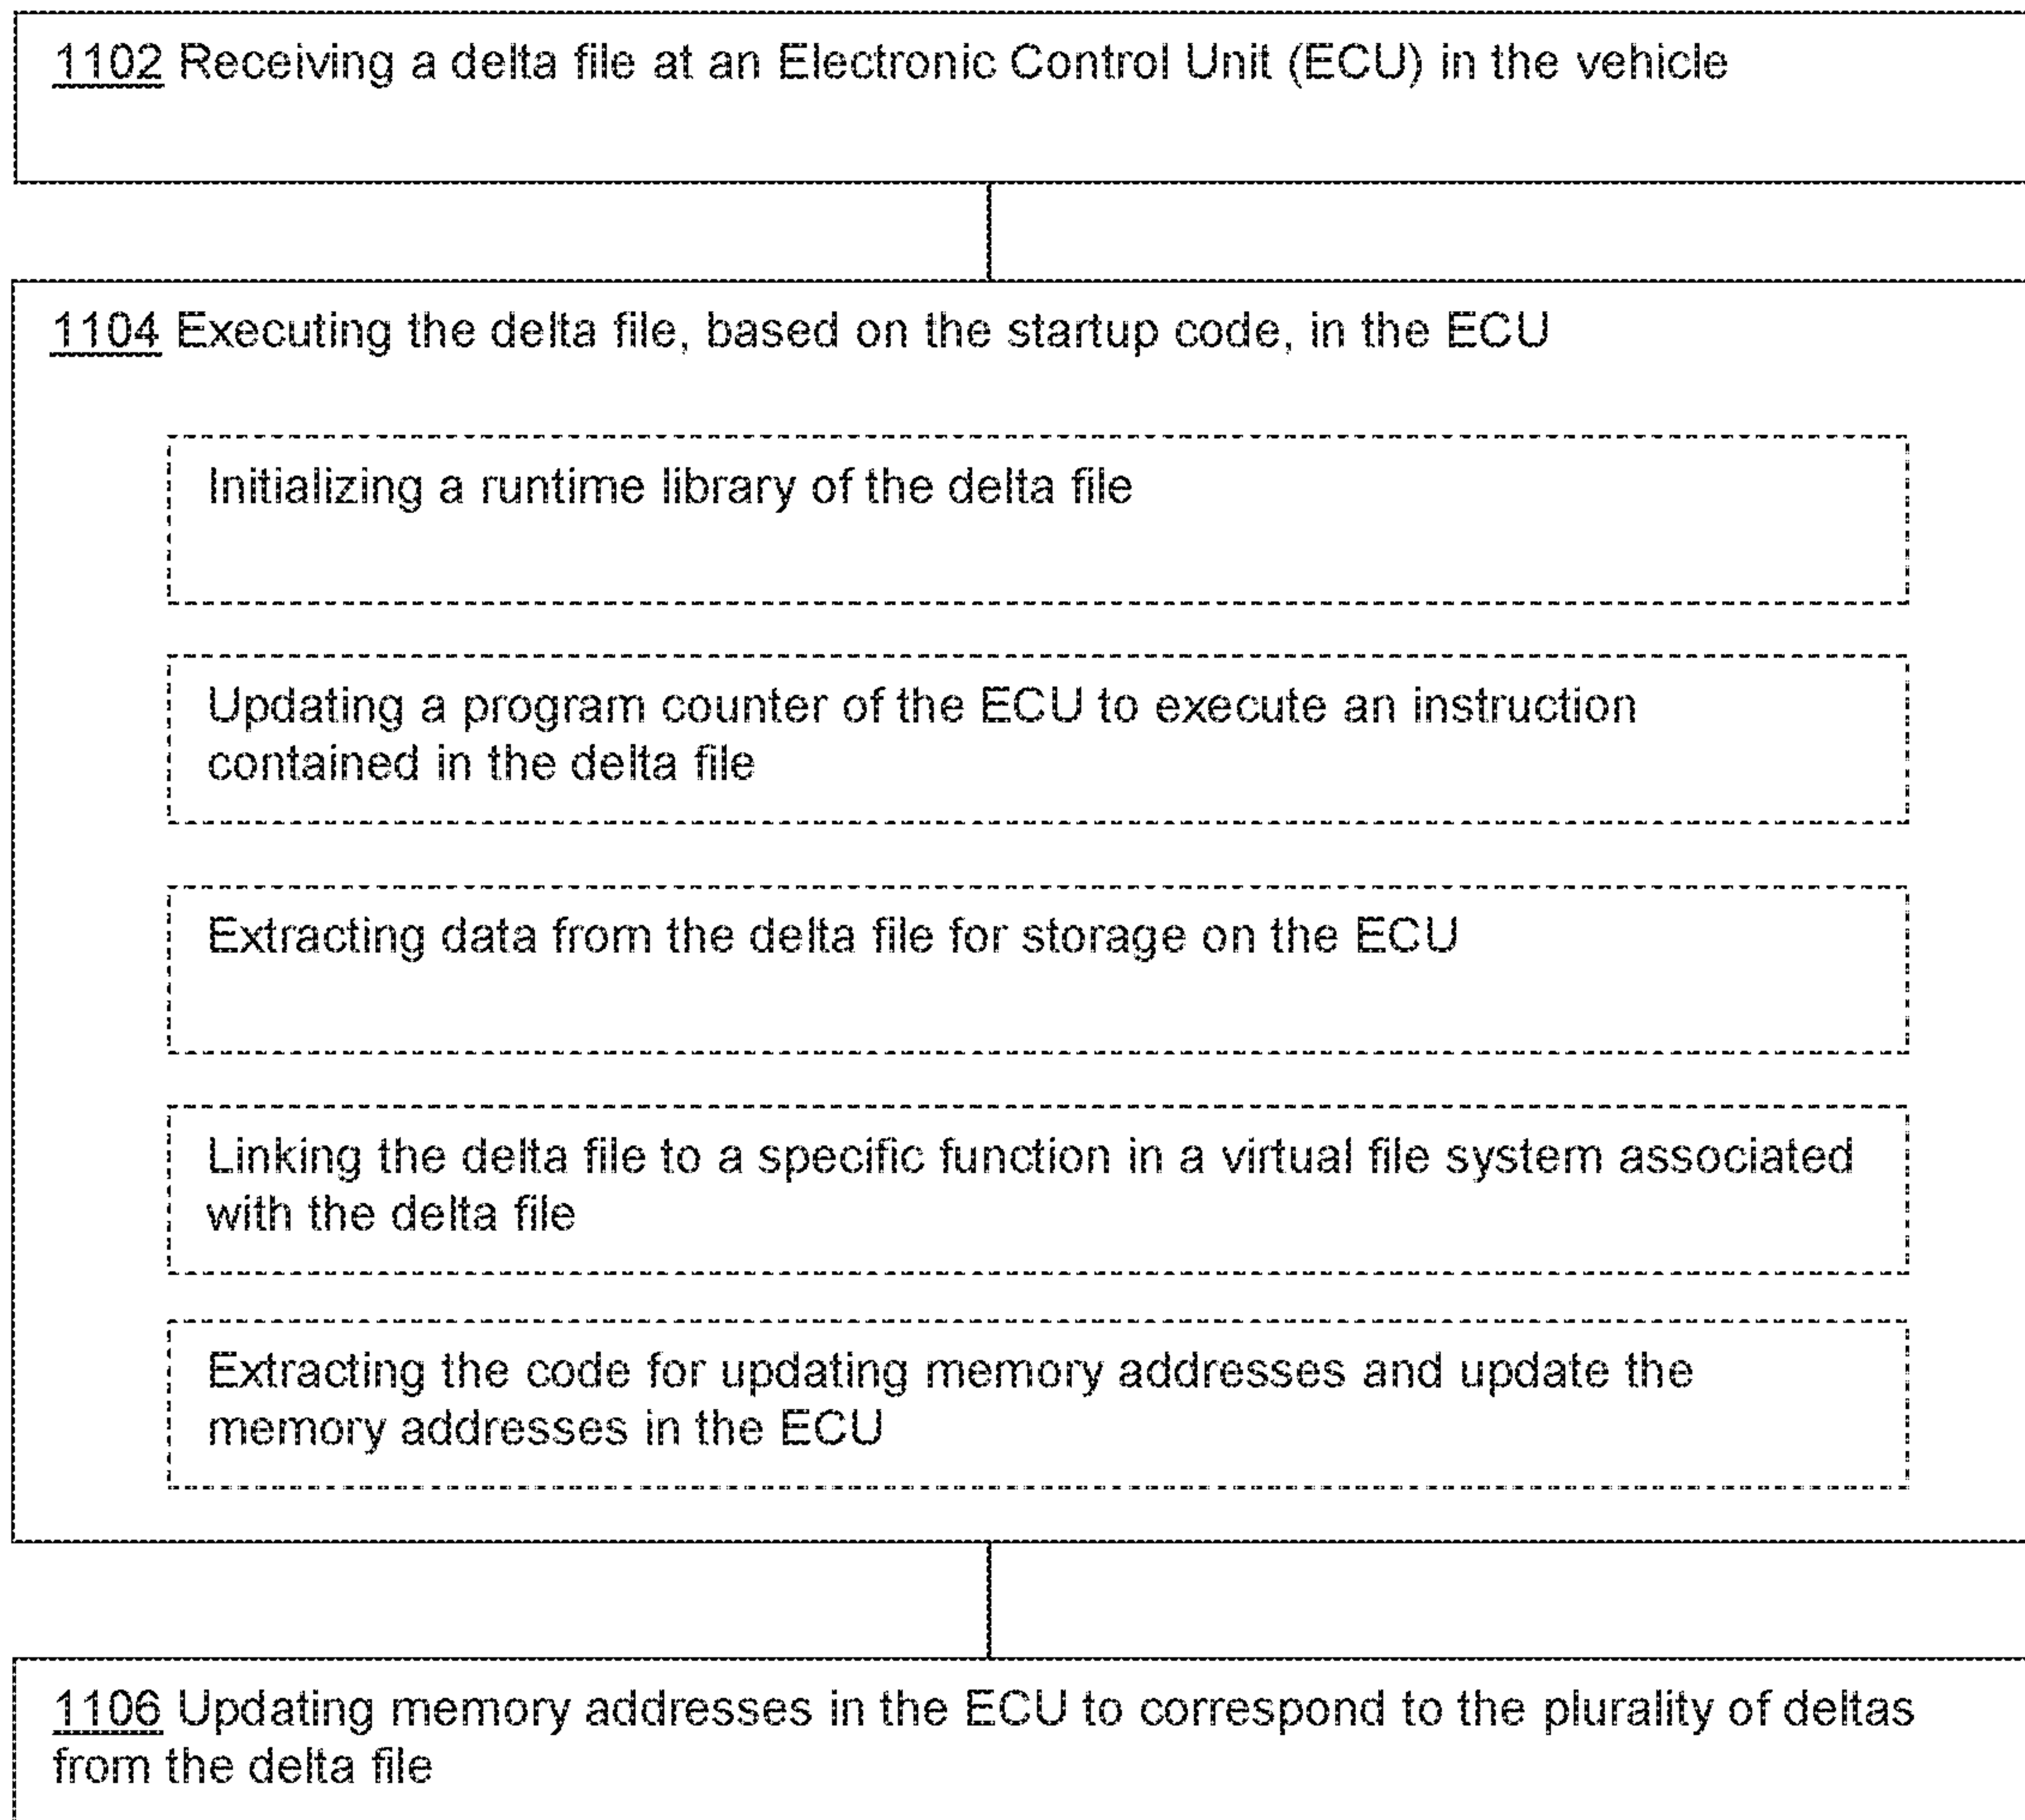 1102 Receiving a delta file at an Electronic Control Unit (ECU) in the vehicle
1104 Executing the delta file, based on the startup code, in the ECU
Initializing a runtime library of the delta file
Updating a program counter of the ECU to execute an instruction
contained in the delta file
Extracting data from the delta file for storage on the ECU
Linking the delta file to a specific function in a virtual file system associated
with the delta file
Extracting the code for updating memory addresses and update the
memory addresses in the ECU
1106 Updating memory addresses in the ECU to correspond to the plurality of deltas
from the delta file